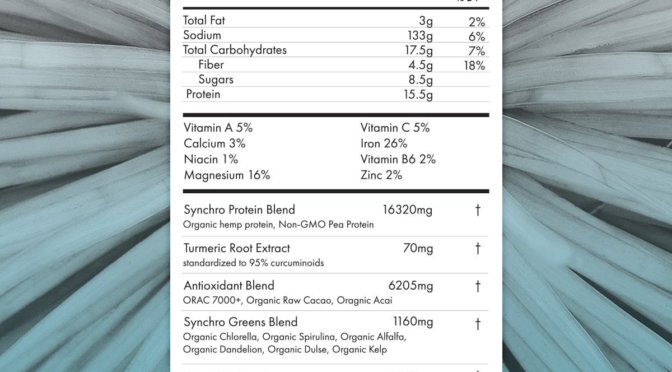 Total Fat 3g 2%
Sodium 133g 6%
Total Carbohydrates 17.5g 7%
Fiber 4.5g 18%
Sugars 8.5g
Protein 15.5g
Vitamin A 5% Vitamin C 5%
Calcium 3% Iron 26%
Niacin 1% Vitamin B6 2%
Magnesium 16% Zinc 2%
Synchro Protein Blend 16320mg †
Organic hemp protein, Non-GMO Pea Protein
Turmeric Root Extract 70mg †
standardized to 95% curcuminoids
Antioxidant Blend 6205mg †
ORAC 7000+, Organic Raw Cacao, Oragnic Acai
Synchro Greens Blend 1160mg †
Organic Chlorella, Organic Spirulina, Organic Alfalfa,
Organic Dandelion, Organic Dulse, Organic Kelp